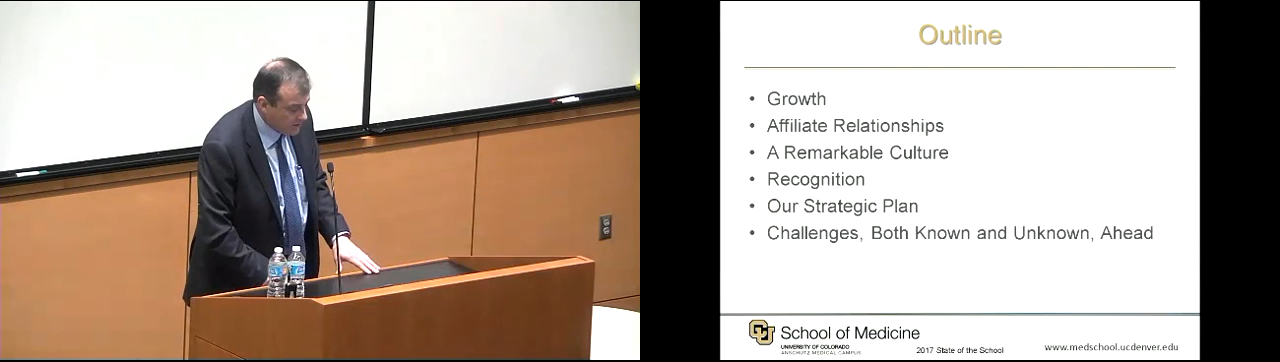 Outline
• Growth
• Affiliate Relationships
• A Remarkable Culture
• Recognition
• Our Strategic Plan
• Challenges, Both Known and Unknown, Ahead
CU School of Medicine
UNIVERSITY OF COLORADO
ANSCHUTZ MEDICAL CAMPUS
2017 State of the School
www.medschool.ucdenver.edu